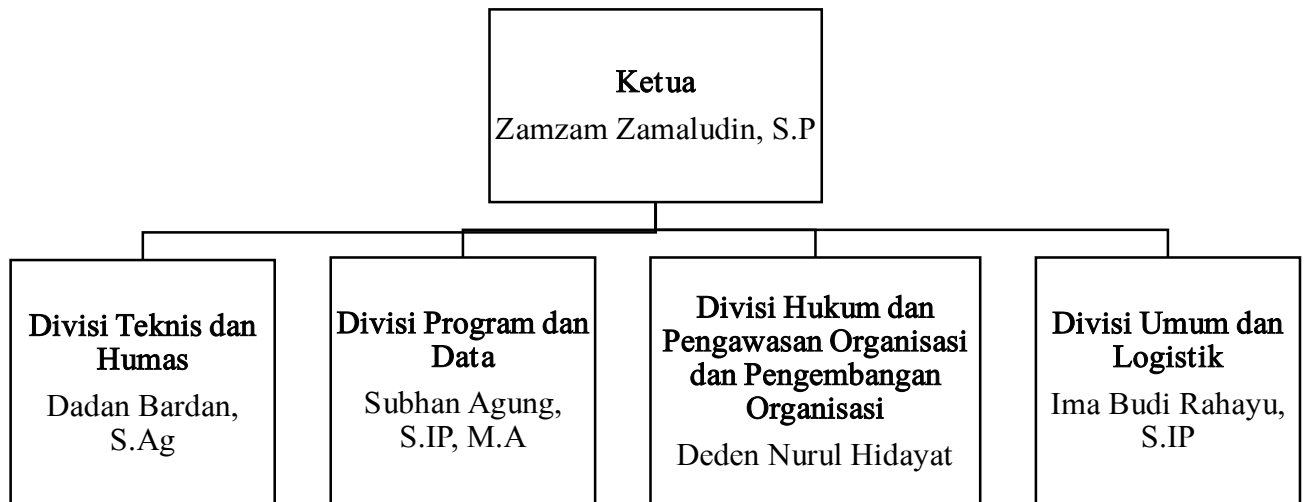 Ketua
Zamzam Zamaludin, S.P
Divisi Teknis dan
Humas
Dadan Bardan,
S.Ag
Divisi Program dan
Data
Subhan Agung,
S.IP, M.A
Divisi Hukum dan
Pengawasan Organisasi
dan Pengembangan
Organisasi
Deden Nurul Hidayat
Divisi Umum dan
Logistik
Ima Budi Rahayu,
S.IP